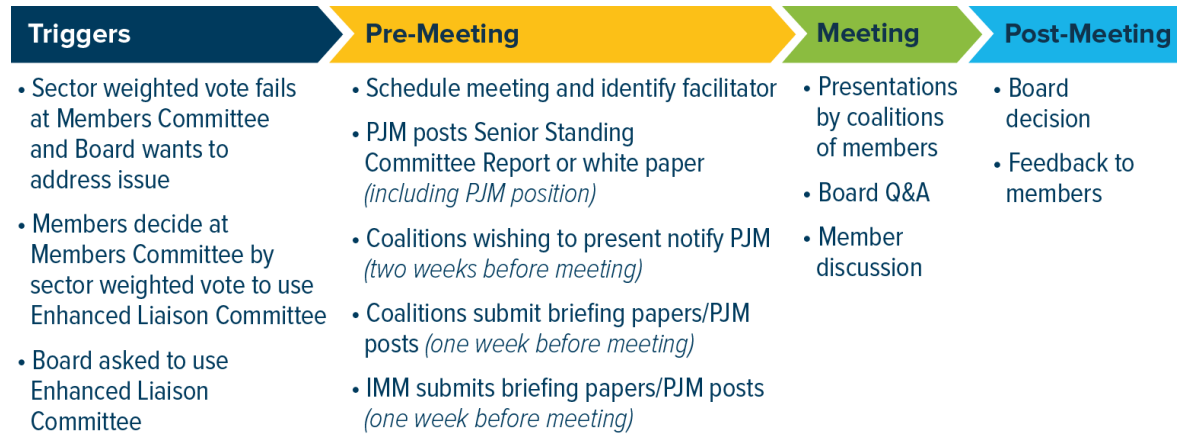 Triggers
• Sector weighted vote fails
at Members Committee
and Board wants to
address issue
• Members decide at
Members Committee by
sector weighted vote to use
Enhanced Liaison Committee
• Board asked to use
Enhanced Liaison
Committee
Pre-Meeting
• Schedule meeting and identify facilitator
• PJM posts Senior Standing
Committee Report or white paper
(including PJM position)
• Coalitions wishing to present notify PJM
(two weeks before meeting)
• Coalitions submit briefing papers/PJM
posts (one week before meeting)
• IMM submits briefing papers/PJM posts
(one week before meeting)
Meeting
• Presentations
by coalitions
of members
• Board Q&A
• Member
discussion
Post-Meeting
• Board
decision
• Feedback to
members